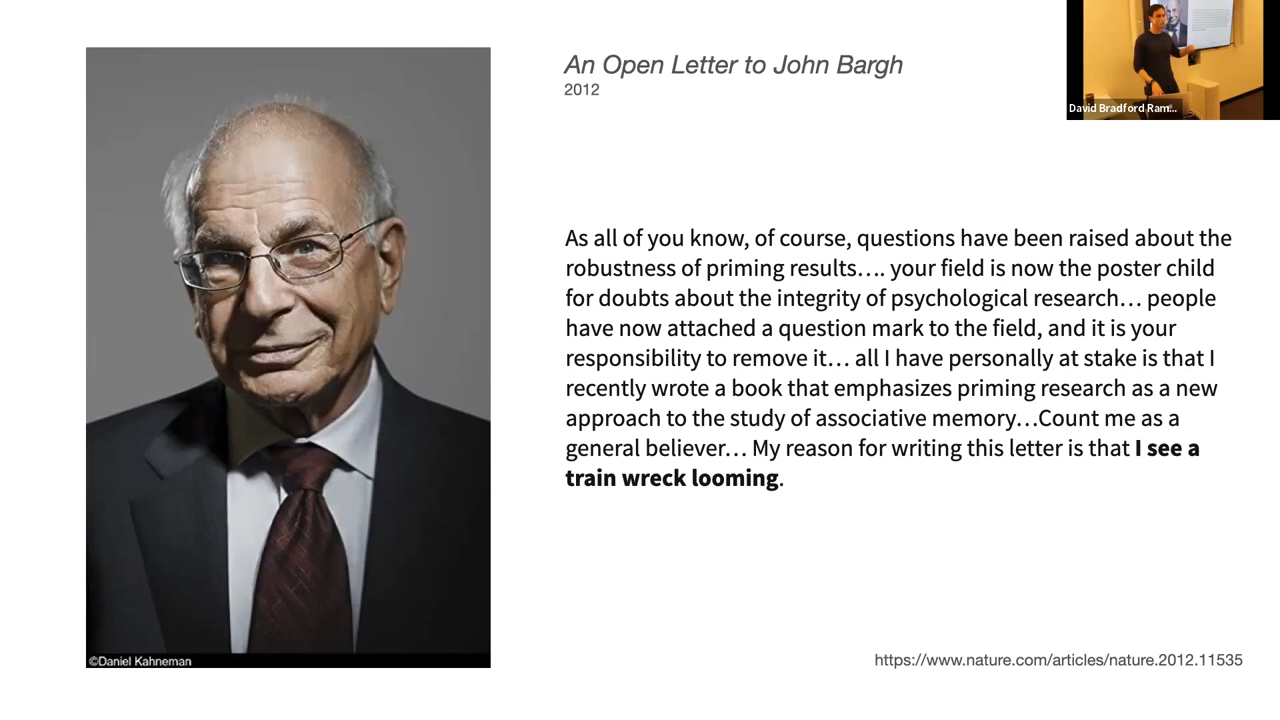 An Open Letter to John Bargh
2012
David Bradford Ram...
As all of you know, of course, questions have been raised about the
robustness of priming results…. your field is now the poster child
for doubts about the integrity of psychological research… people
have now attached a question mark to the field, and it is your
responsibility to remove it… all I have personally at stake is that I
recently wrote a book that emphasizes priming research as a new
approach to the study of associative memory…Count me as a
general believer… My reason for writing this letter is that I see a
train wreck looming.
©Daniel Kahneman
https://www.nature.com/articles/nature.2012.11535